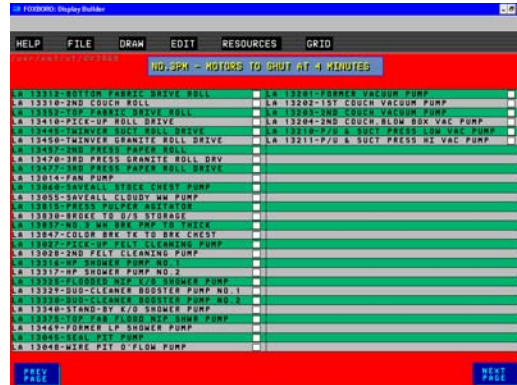 FOXBORO: Display Builder
HELP FILE DRAW EDIT RESOURCES GRID
NO.3PM - MOTORS TO SHUT AT 4 MINUTES
LA 13312-BOTTOM FABRIC DRIVE ROLL
LA 13310-2ND COUCH ROLL
LA 13352-TOP FABRIC DRIVE ROLL
LA 13410-PICK-UP ROLL DRIVE
LA 13445-TWINVER SUCT ROLL DRIVE
LA 13450-TWINVER GRANITE ROLL DRIVE
LA 13457-2ND PRESS PAPER ROLL
LA 13470-3RD PRESS GRANITE ROLL DRV
LA 13477-3RD PRESS PAPER ROLL DRIVE
LA 13014-FAN PUMP
LA 13060-SAVEALL STOCK CHEST PUMP
LA 13055-SAVEALL CLOUDY WW PUMP
LA 13815-PRESS PULPER AGITATOR
LA 13830-BROKE TO O/S STORAGE
LA 13837-NO.3 WH BRK PMP TO THICK
LA 13847-COLOR BRK TK TO BRK CHEST
LA 13027-PICK-UP FELT CLEANING PUMP
LA 13028-2ND FELT CLEANING PUMP
LA 13316-HP SHOWER PUMP NO.1
LA 13317-HP SHOWER PUMP NO.2
LA 13325-FLOODED NIP K/O SHOWER PUMP
LA 13329-DUO-CLEANER BOOSTER PUMP NO.1
LA 13330-DUO-CLEANER BOOSTER PUMP NO.2
LA 13340-STAND-BY K/O SHOWER PUMP
LA 13375-TOP FAB FLOOD NIP SHWR PUMP
LA 13469-FORMER LP SHOWER PUMP
LA 13045-SEAL PIT PUMP
LA 13048-WIRE PIT O'FLOW PUMP
LA 13201-FORMER VACUUM PUMP
LA 13202-1ST COUCH VACUUM PUMP
LA 13203-2ND COUCH VACUUM PUMP
LA 13204-2ND COUCH,BLOW BOX VAC PUMP
LA 13210-P/U & SUCT PRESS LOW VAC PUMP
LA 13211-P/U & SUCT PRESS HI VAC PUMP
PREV PAGE
NEXT PAGE